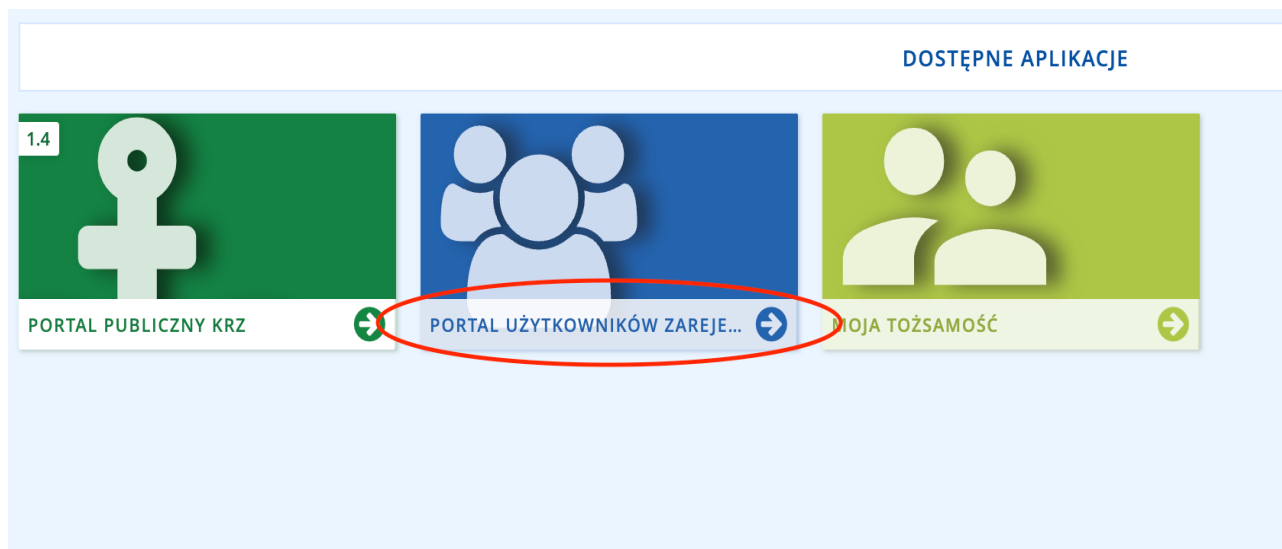 DOSTĘPNE APLIKACJE
1.4
PORTAL PUBLICZNY KRZ
PORTAL UŻYTKOWNIKÓW ZAREJE...
MOJA TOŻSAMOŚĆ